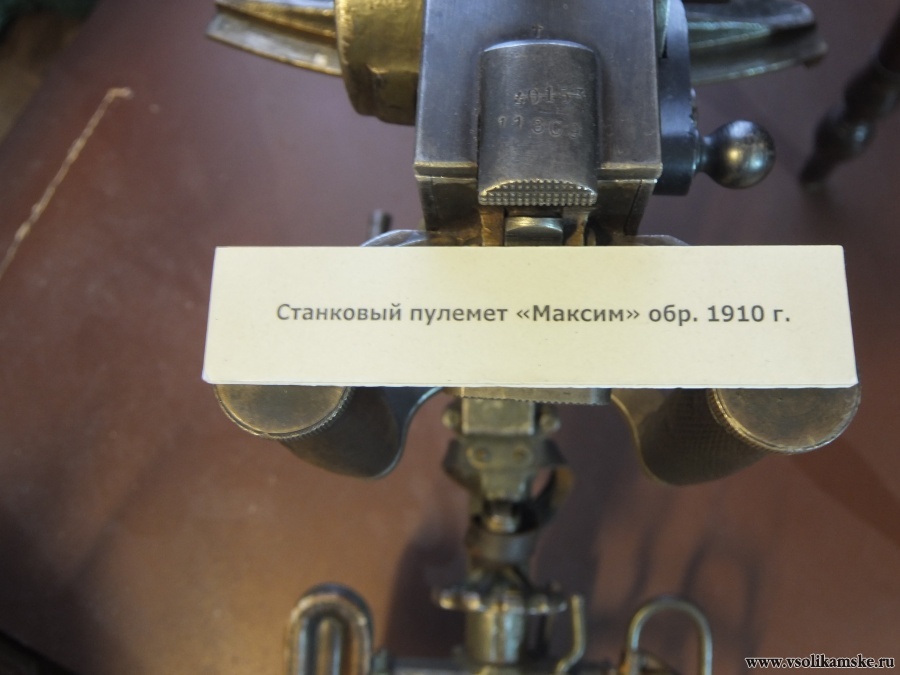 Станковый пулемет «Максим» обр. 1910 г.
www.vsolikamske.ru